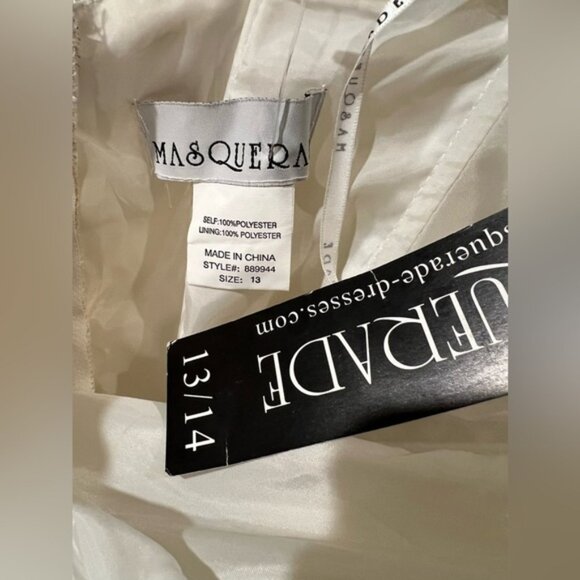 MASQUERA
SELF:100%POLYESTER
LINING:100% POLYESTER
MADE IN CHINA
STYLE#: 889944
SIZE: 13
squerade-dresses.com
UERADE
13/14